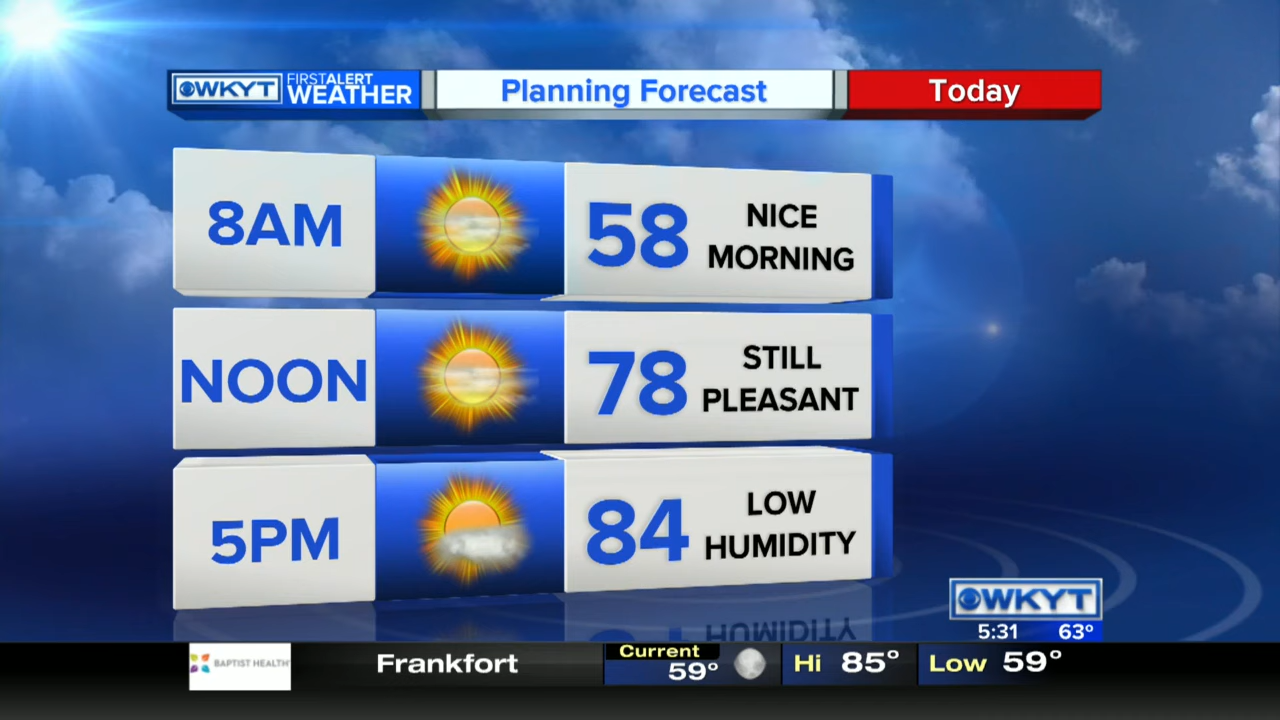 WKYT FIRST ALERT WEATHER
Planning Forecast
Today
8AM
58
NICE
MORNING
NOON
78
STILL
PLEASANT
5PM
84
LOW
HUMIDITY
WKYT
5:31 63°
BAPTIST HEALTH
Frankfort
Current
59°
Hi 85°
Low 59°